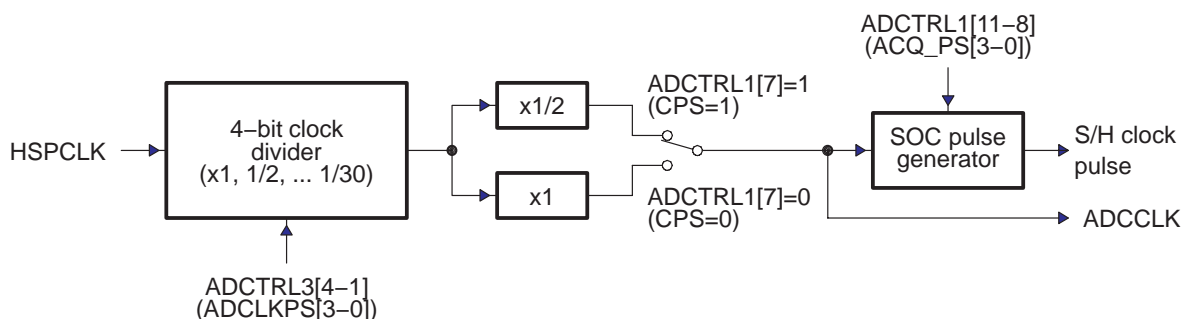 HSPCLK
4−bit clock
divider
(x1, 1/2, ... 1/30)
ADCTRL3[4−1]
(ADCLKPS[3−0])
x1/2
x1
ADCTRL1[7]=1
(CPS=1)
ADCTRL1[7]=0
(CPS=0)
ADCTRL1[11−8]
(ACQ_PS[3−0])
SOC pulse
generator
S/H clock
pulse
ADCCLK